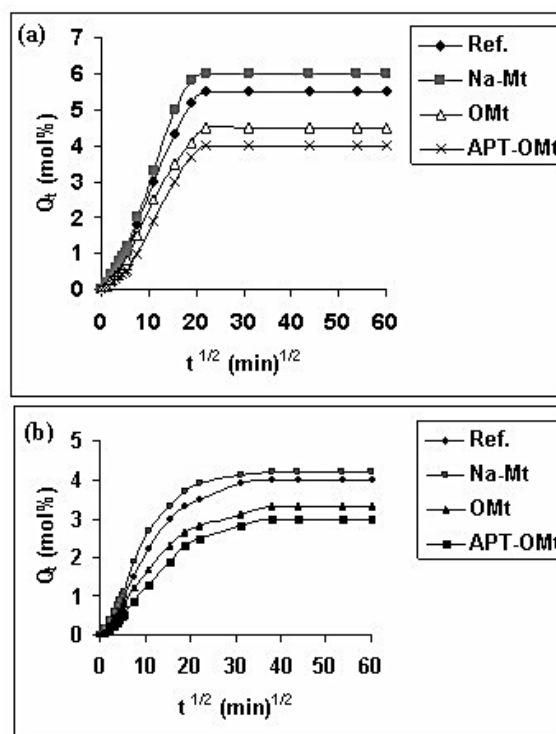 (a)
Q_t (mol%)
7
6
5
4
3
2
1
0
0 10 20 30 40 50 60
t ^1/2 (min)^1/2
Ref.
Na-Mt
OMt
APT-OMt
(b)
Q_t (mol%)
5
4
3
2
1
0
0 10 20 30 40 50 60
t ^1/2 (min)^1/2
Ref.
Na-Mt
OMt
APT-OMt